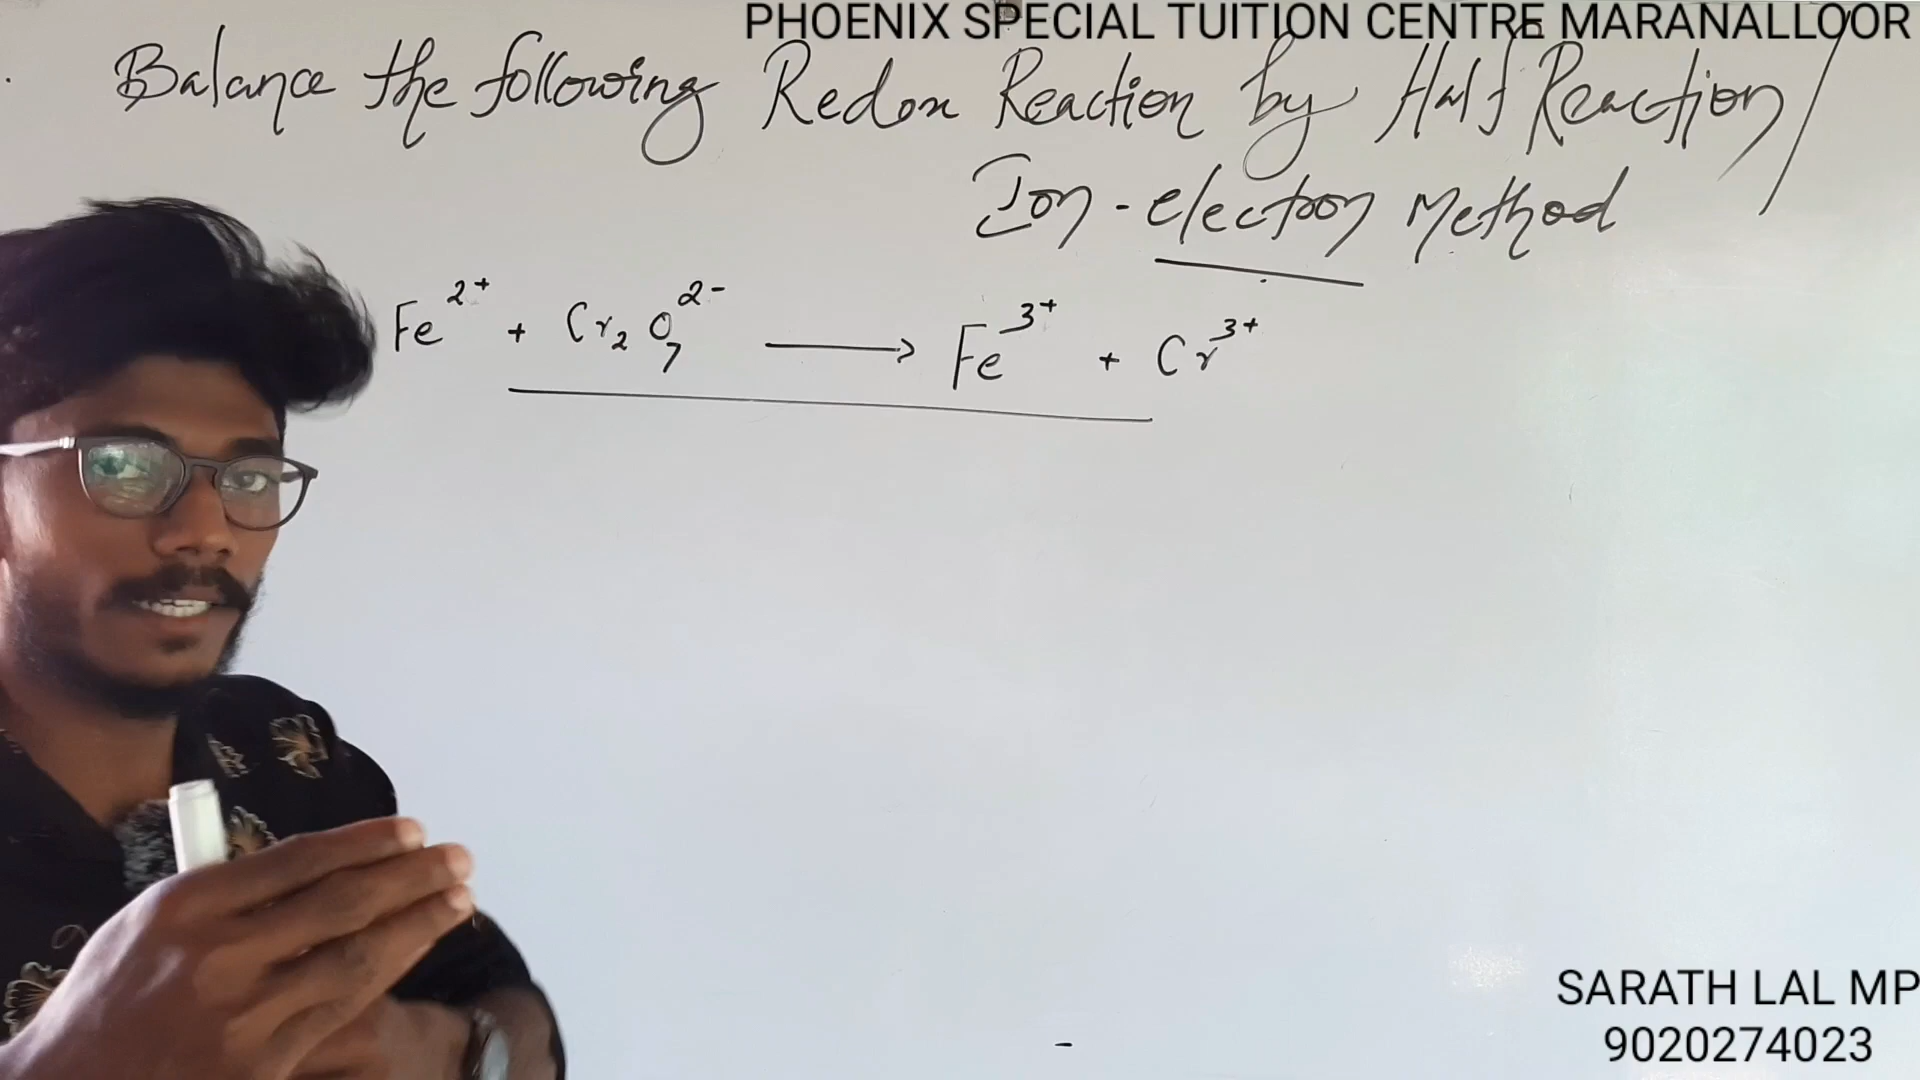 PHOENIX SPECIAL TUITION CENTRE MARANALLOOR
Balance the following Redox Reaction by Half Reaction/
Ion-electron Method
Fe²⁺ + Cr₂O₇²⁻ ⟶ Fe³⁺ + Cr³⁺
SARATH LAL MP
9020274023